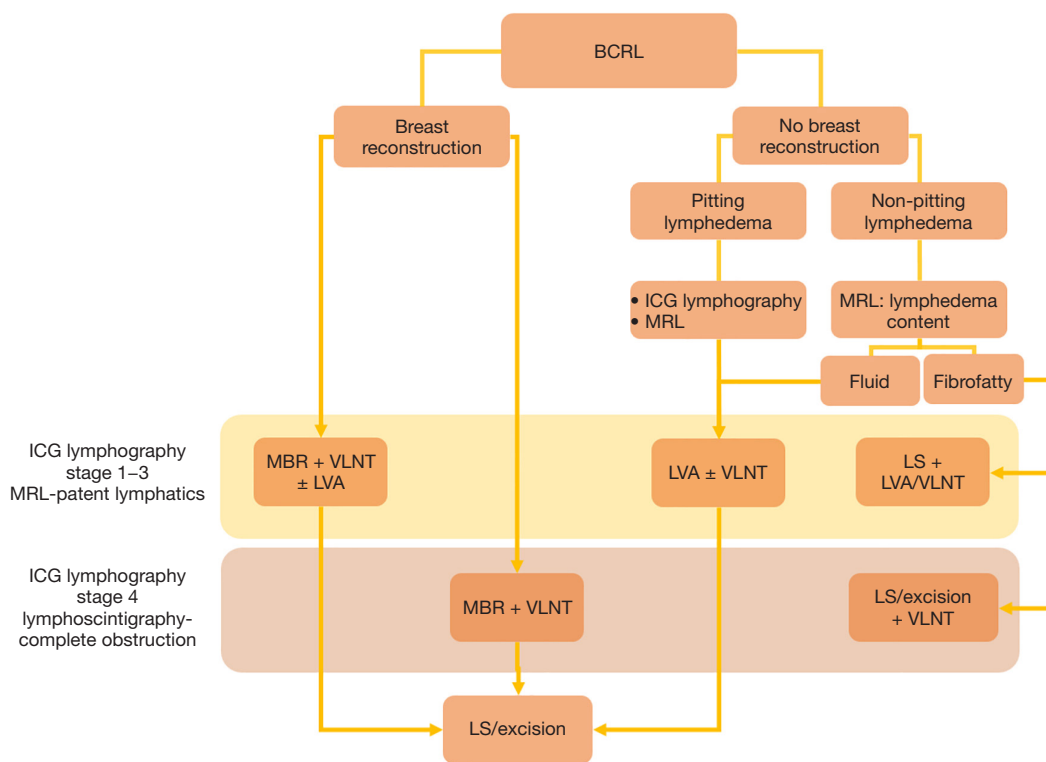 BCRL
Breast
reconstruction
No breast
reconstruction
Pitting
lymphedema
Non-pitting
lymphedema
• ICG lymphography
• MRL
MRL: lymphedema
content
Fluid
Fibrofatty
ICG lymphography
stage 1–3
MRL-patent lymphatics
MBR + VLNT
± LVA
LVA ± VLNT
LS +
LVA/VLNT
ICG lymphography
stage 4
lymphoscintigraphy-
complete obstruction
MBR + VLNT
LS/excision
+ VLNT
LS/excision